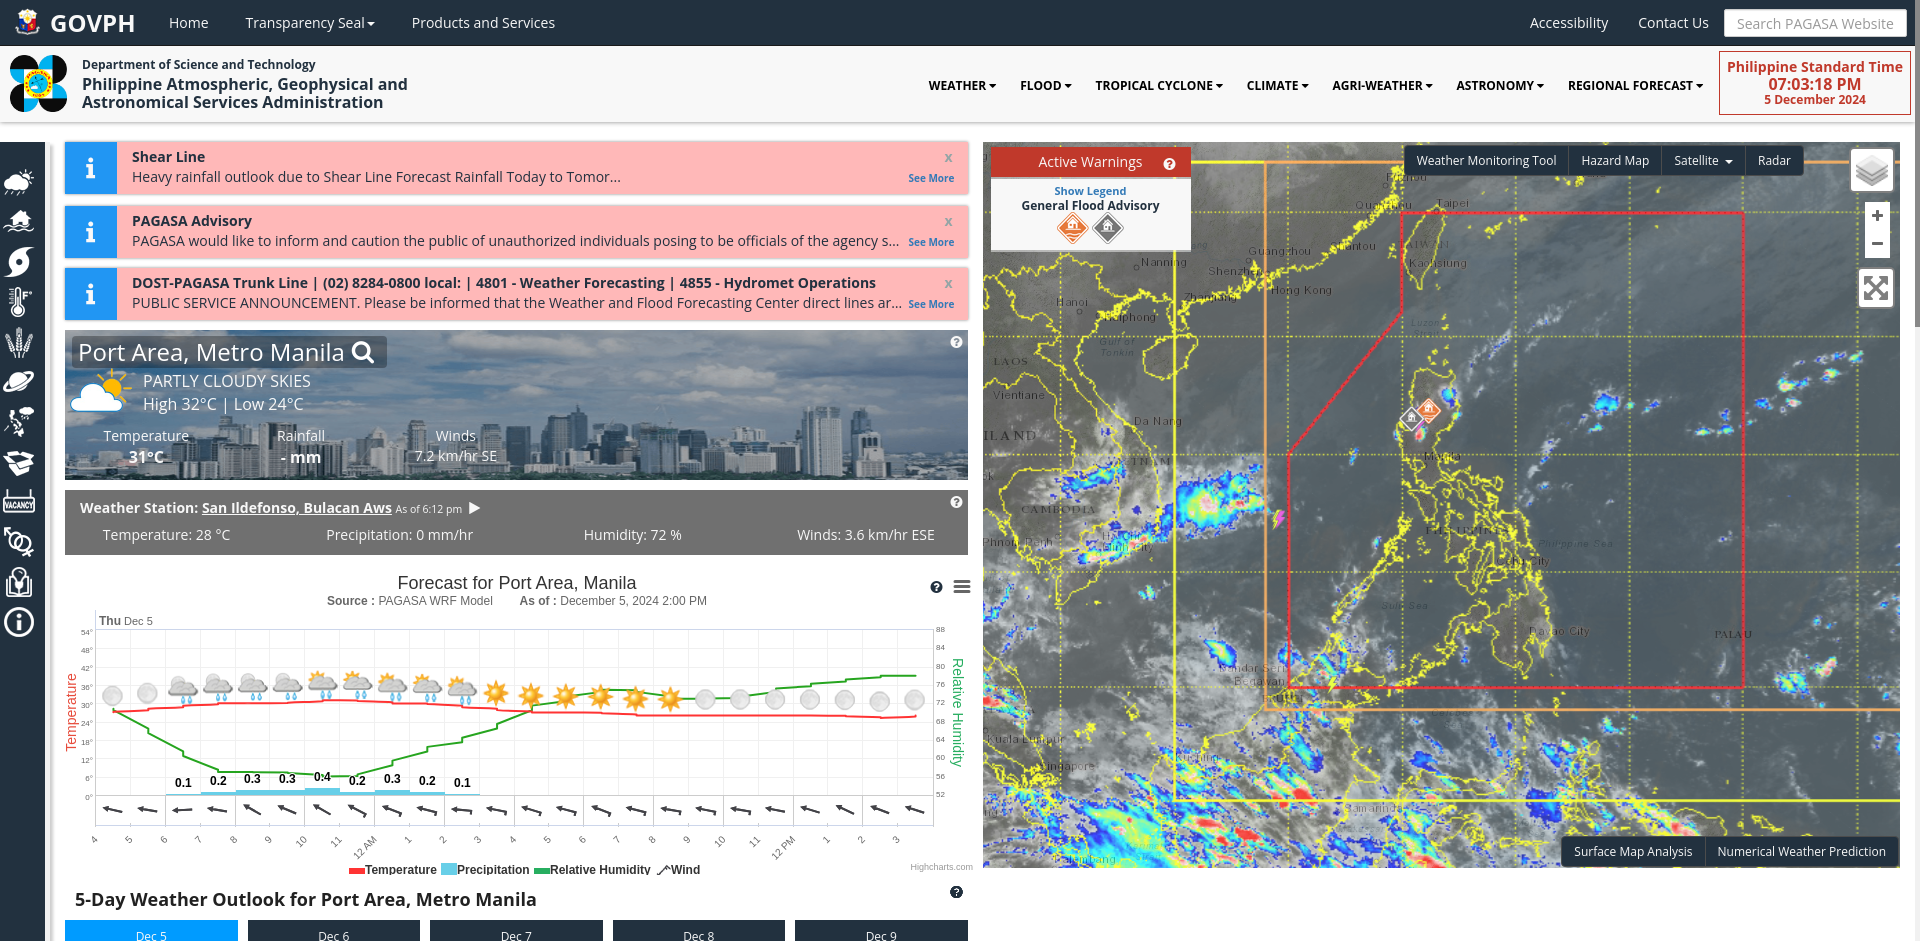 GOVPH
Home
Transparency Seal
Products and Services
Accessibility
Contact Us
Search PAGASA Website
Department of Science and Technology
Philippine Atmospheric, Geophysical and
Astronomical Services Administration
WEATHER
FLOOD
TROPICAL CYCLONE
CLIMATE
AGRI-WEATHER
ASTRONOMY
REGIONAL FORECAST
Philippine Standard Time
07:03:18 PM
5 December 2024
Shear Line
x
Heavy rainfall outlook due to Shear Line Forecast Rainfall Today to Tomor...
See More
PAGASA Advisory
x
PAGASA would like to inform and caution the public of unauthorized individuals posing to be officials of the agency s...
See More
DOST-PAGASA Trunk Line | (02) 8284-0800 local: | 4801 - Weather Forecasting | 4855 - Hydromet Operations
x
PUBLIC SERVICE ANNOUNCEMENT. Please be informed that the Weather and Flood Forecasting Center direct lines ar...
See More
Port Area, Metro Manila
PARTLY CLOUDY SKIES
High 32°C | Low 24°C
Temperature
31°C
Rainfall
- mm
Winds
7.2 km/hr SE
Weather Station: San Ildefonso, Bulacan Aws As of 6:12 pm
Temperature: 28 °C
Precipitation: 0 mm/hr
Humidity: 72 %
Winds: 3.6 km/hr ESE
VACANCY
Forecast for Port Area, Manila
Source : PAGASA WRF Model As of : December 5, 2024 2:00 PM
Thu Dec 5
Temperature
54°
48°
42°
36°
30°
24°
18°
12°
6°
0°
Relative Humidity
88
84
80
76
72
68
64
60
56
52
0.1
0.2
0.3
0.3
0.4
0.2
0.3
0.2
0.1
4
5
6
7
8
9
10
11
12 AM
1
2
3
4
5
6
7
8
9
10
11
12 PM
1
2
3
Temperature
Precipitation
Relative Humidity
Wind
Highcharts.com
5-Day Weather Outlook for Port Area, Metro Manila
Dec 5
Dec 6
Dec 7
Dec 8
Dec 9
Active Warnings
Show Legend
General Flood Advisory
Weather Monitoring Tool
Hazard Map
Satellite
Radar
+
−
Taipei
Guangzhou
Kaohsiung
Nanning
Shenzhen
Hong Kong
Hanoi
Gulf of
Tonkin
LAOS
Vientiane
Da Nang
CAMBODIA
Philippine Sea
Sulu Sea
Davao City
PALAU
Kuala Lumpur
Singapore
Samarinda
Palembang
Surface Map Analysis
Numerical Weather Prediction